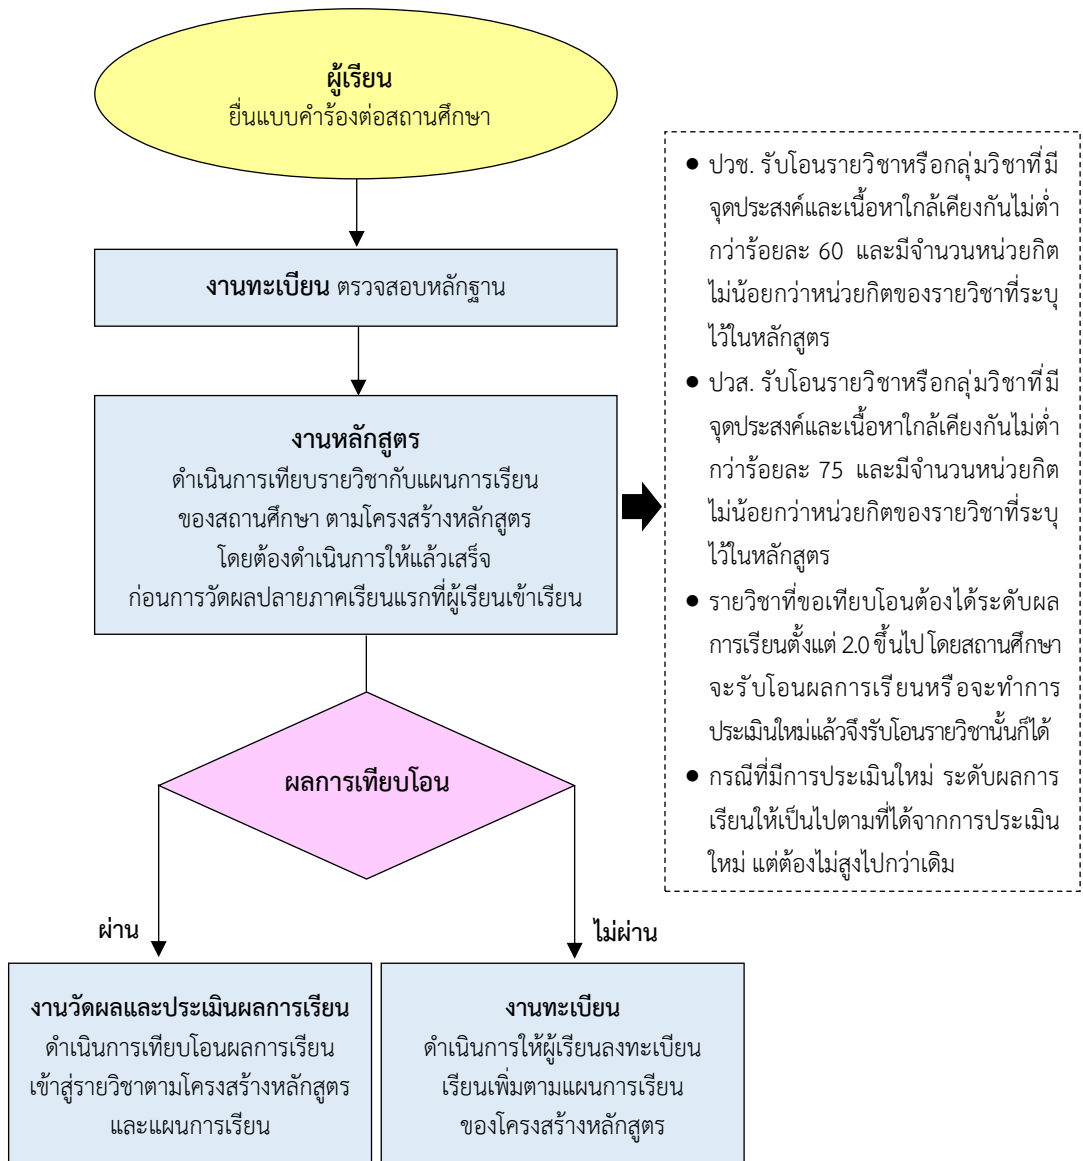 ผู้เรียน
ยื่นแบบคำร้องต่อสถานศึกษา
งานทะเบียน ตรวจสอบหลักฐาน
งานหลักสูตร
ดำเนินการเทียบรายวิชากับแผนการเรียน
ของสถานศึกษา ตามโครงสร้างหลักสูตร
โดยต้องดำเนินการให้แล้วเสร็จ
ก่อนการวัดผลปลายภาคเรียนแรกที่ผู้เรียนเข้าเรียน
● ปวช. รับโอนรายวิชาหรือกลุ่มวิชาที่มี
จุดประสงค์และเนื้อหาใกล้เคียงกันไม่ต่ำ
กว่าร้อยละ 60 และมีจำนวนหน่วยกิต
ไม่น้อยกว่าหน่วยกิตของรายวิชาที่ระบุ
ไว้ในหลักสูตร
● ปวส. รับโอนรายวิชาหรือกลุ่มวิชาที่มี
จุดประสงค์และเนื้อหาใกล้เคียงกันไม่ต่ำ
กว่าร้อยละ 75 และมีจำนวนหน่วยกิต
ไม่น้อยกว่าหน่วยกิตของรายวิชาที่ระบุ
ไว้ในหลักสูตร
● รายวิชาที่ขอเทียบโอนต้องได้ระดับผล
การเรียนตั้งแต่ 2.0 ขึ้นไป โดยสถานศึกษา
จะรับโอนผลการเรียนหรือจะทำการ
ประเมินใหม่แล้วจึงรับโอนรายวิชานั้นก็ได้
● กรณีที่มีการประเมินใหม่ ระดับผลการ
เรียนให้เป็นไปตามที่ได้จากการประเมิน
ใหม่ แต่ต้องไม่สูงไปกว่าเดิม
ผลการเทียบโอน
ผ่าน
ไม่ผ่าน
งานวัดผลและประเมินผลการเรียน
ดำเนินการเทียบโอนผลการเรียน
เข้าสู่รายวิชาตามโครงสร้างหลักสูตร
และแผนการเรียน
งานทะเบียน
ดำเนินการให้ผู้เรียนลงทะเบียน
เรียนเพิ่มตามแผนการเรียน
ของโครงสร้างหลักสูตร